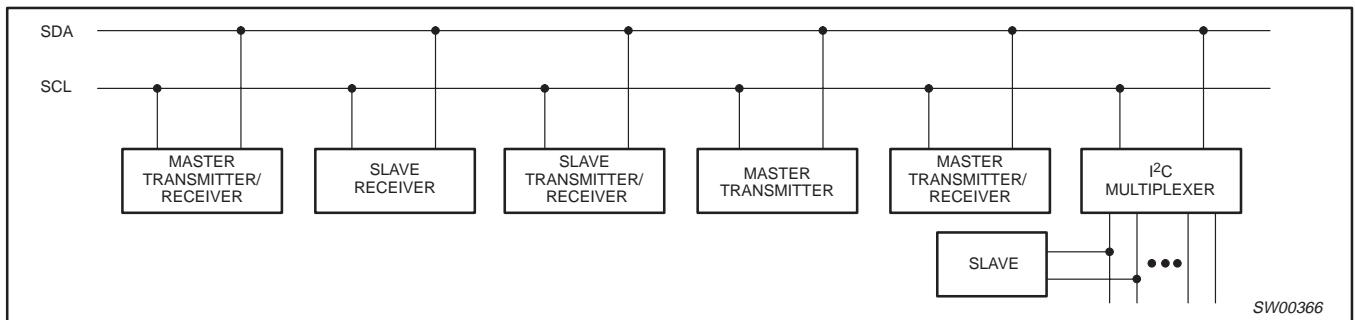 SDA
SCL
MASTER
TRANSMITTER/
RECEIVER
SLAVE
RECEIVER
SLAVE
TRANSMITTER/
RECEIVER
MASTER
TRANSMITTER
MASTER
TRANSMITTER/
RECEIVER
I²C
MULTIPLEXER
SLAVE
SW00366